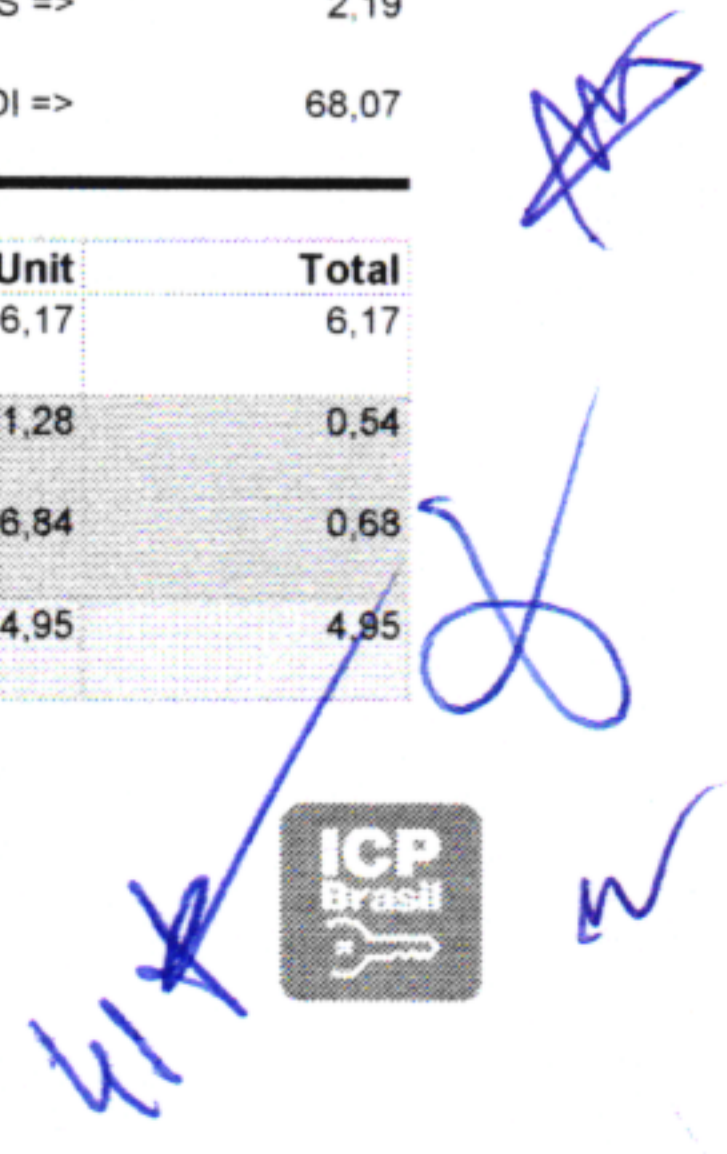 => 2,19
=> 68,07
Unit Total
6,17 6,17
1,28 0,54
6,84 0,68
4,95 4,95
ICP
Brasil